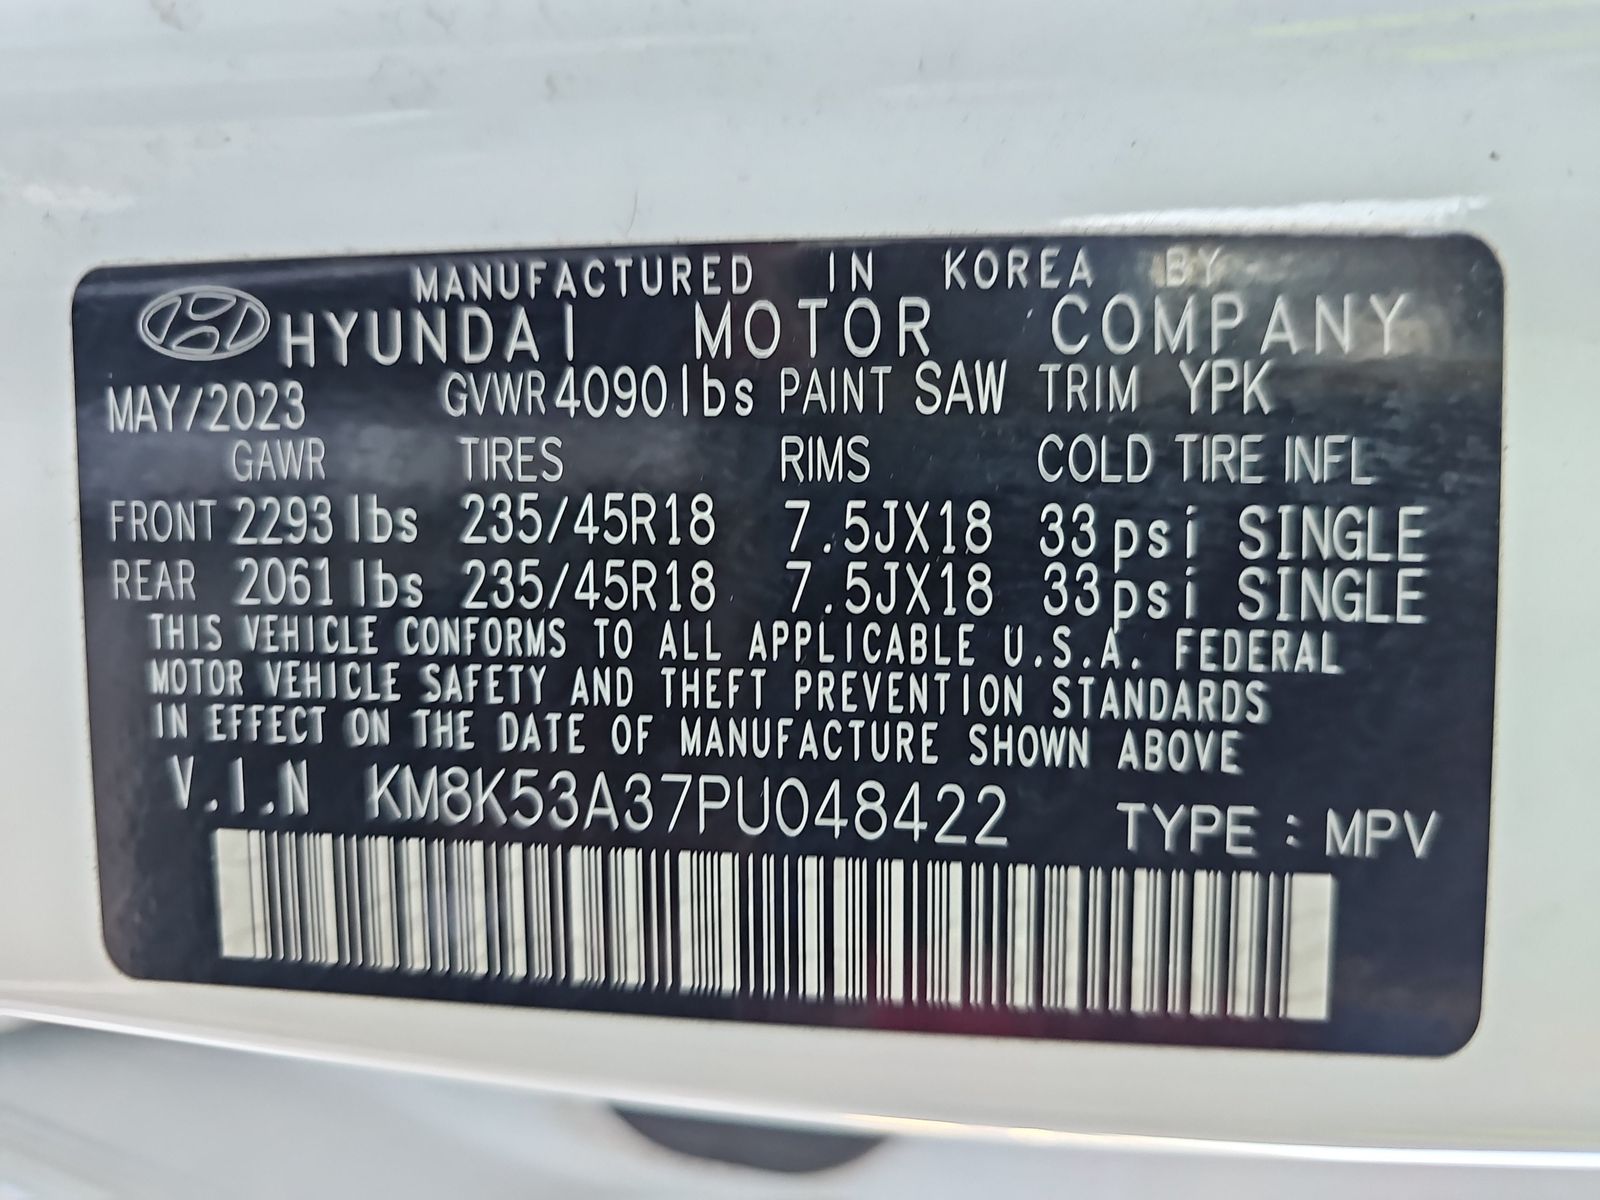 MANUFACTURED IN KOREA BY
HYUNDAI MOTOR COMPANY
MAY/2023 GVWR 4090 lbs PAINT SAW TRIM YPK
GAWR TIRES RIMS COLD TIRE INFL
FRONT 2293 lbs 235/45R18 7.5JX18 33 psi SINGLE
REAR 2061 lbs 235/45R18 7.5JX18 33 psi SINGLE
THIS VEHICLE CONFORMS TO ALL APPLICABLE U.S.A. FEDERAL
MOTOR VEHICLE SAFETY AND THEFT PREVENTION STANDARDS
IN EFFECT ON THE DATE OF MANUFACTURE SHOWN ABOVE
V.I.N KM8K53A37PU048422 TYPE : MPV